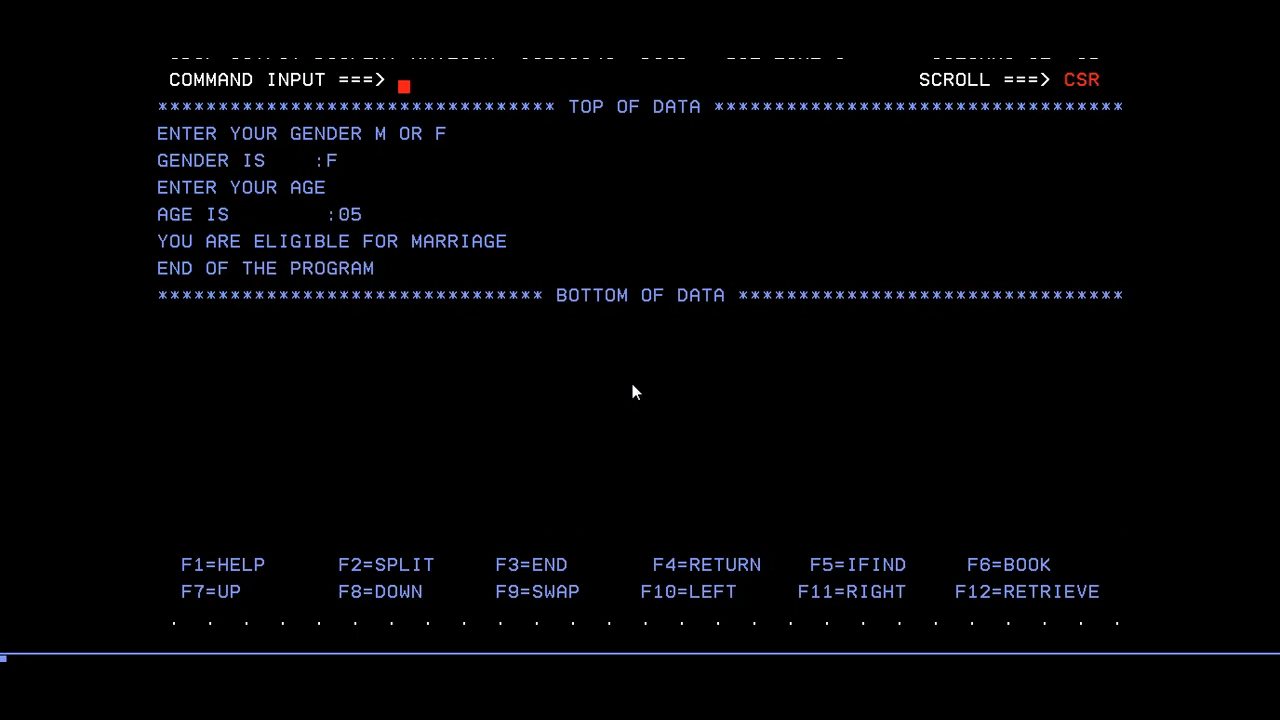 COMMAND INPUT ===> SCROLL ===> CSR
********************************* TOP OF DATA **********************************
ENTER YOUR GENDER M OR F
GENDER IS    :F
ENTER YOUR AGE
AGE IS        :05
YOU ARE ELIGIBLE FOR MARRIAGE
END OF THE PROGRAM
******************************** BOTTOM OF DATA ********************************
F1=HELP F2=SPLIT F3=END F4=RETURN F5=IFIND F6=BOOK
F7=UP F8=DOWN F9=SWAP F10=LEFT F11=RIGHT F12=RETRIEVE